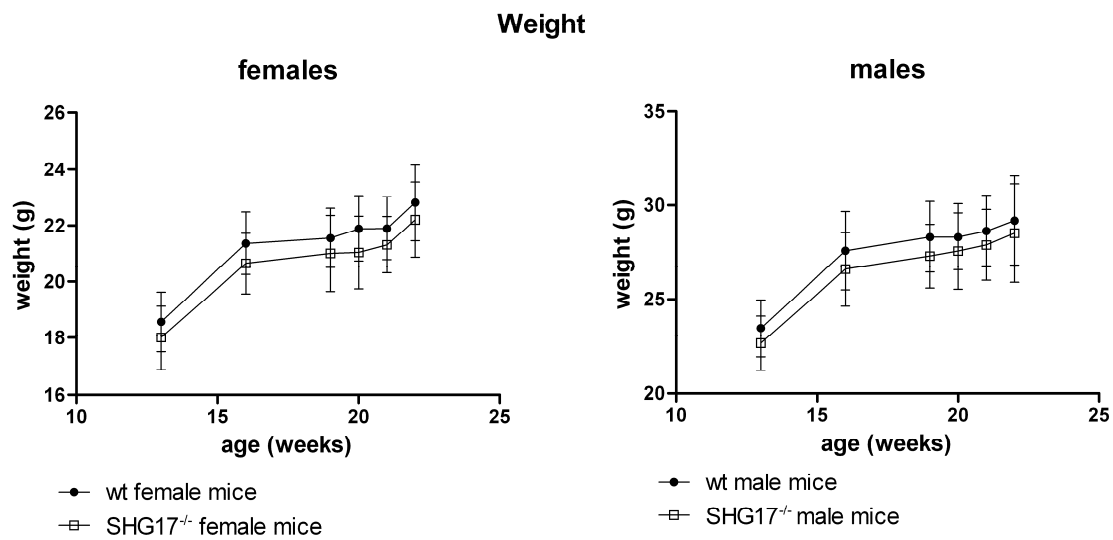 Weight
females
26
24
22
20
18
16
weight (g)
10
15
20
25
age (weeks)
wt female mice
SHG17-/- female mice
males
35
30
25
20
weight (g)
10
15
20
25
age (weeks)
wt male mice
SHG17-/- male mice